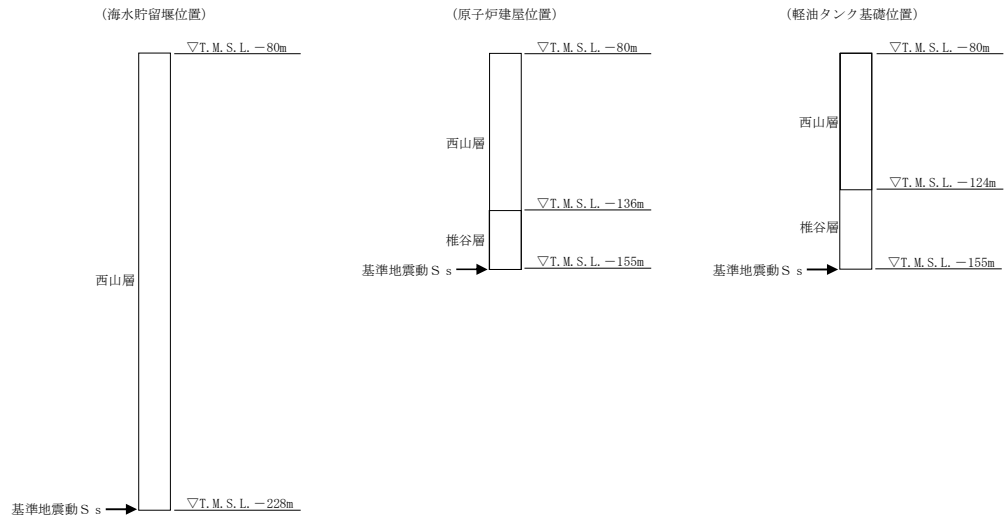 （海水貯留堰位置）
▽T.M.S.L.－80m
西山層
基準地震動Ｓｓ
▽T.M.S.L.－228m
（原子炉建屋位置）
▽T.M.S.L.－80m
西山層
▽T.M.S.L.－136m
椎谷層
基準地震動Ｓｓ
▽T.M.S.L.－155m
（軽油タンク基礎位置）
▽T.M.S.L.－80m
西山層
▽T.M.S.L.－124m
椎谷層
基準地震動Ｓｓ
▽T.M.S.L.－155m